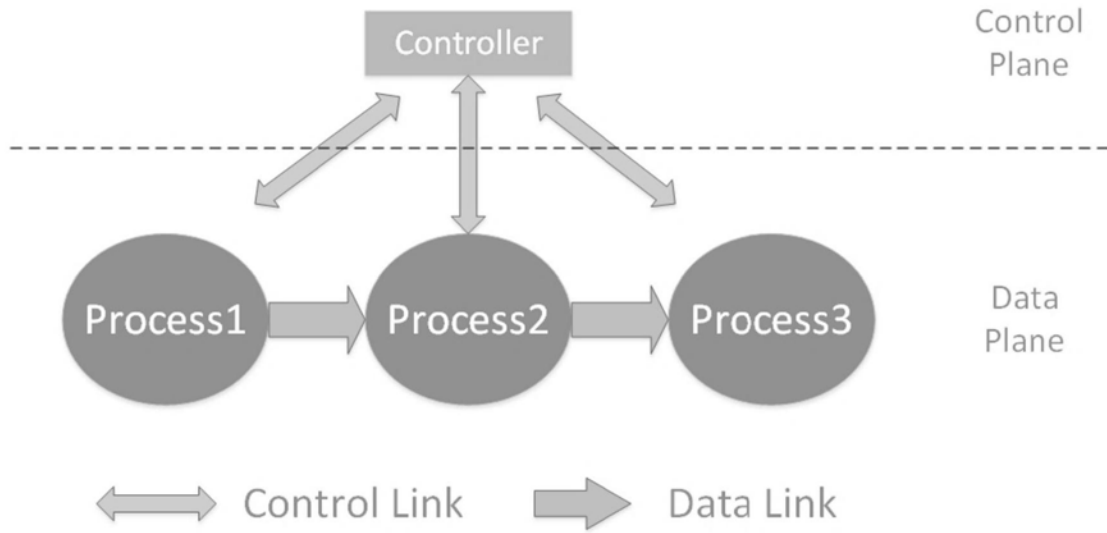 Controller
Control
Plane
Process1
Process2
Process3
Data
Plane
Control Link
Data Link